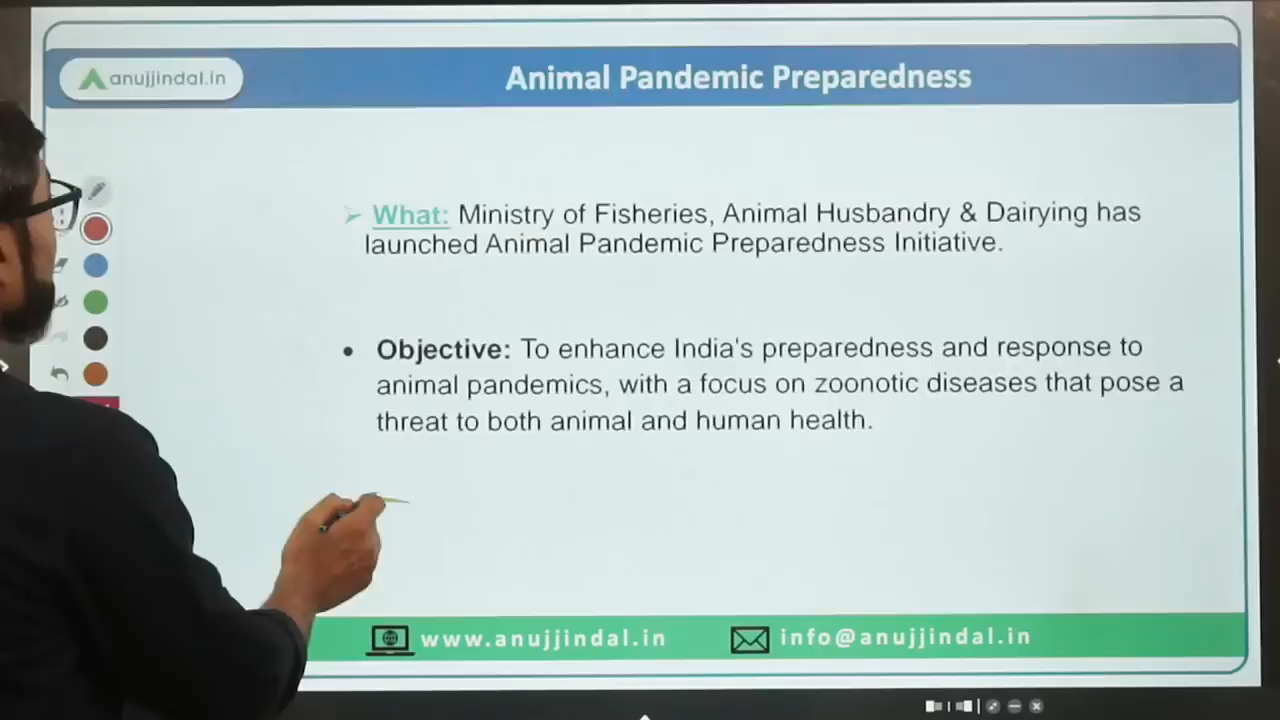 anujjindal.in
Animal Pandemic Preparedness
What: Ministry of Fisheries, Animal Husbandry & Dairying has
launched Animal Pandemic Preparedness Initiative.
Objective: To enhance India's preparedness and response to
animal pandemics, with a focus on zoonotic diseases that pose a
threat to both animal and human health.
www.anujjindal.in
info@anujjindal.in